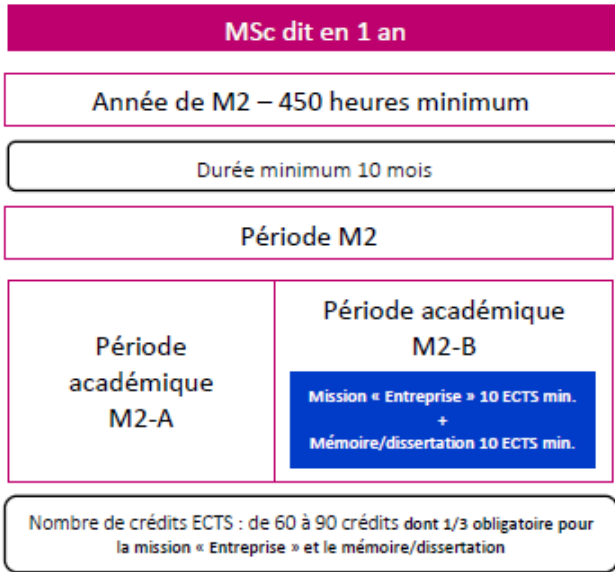 MSc dit en 1 an
Année de M2 – 450 heures minimum
Durée minimum 10 mois
Période M2
Période
académique
M2-A
Période académique
M2-B
Mission « Entreprise » 10 ECTS min.
+
Mémoire/dissertation 10 ECTS min.
Nombre de crédits ECTS : de 60 à 90 crédits dont 1/3 obligatoire pour
la mission « Entreprise » et le mémoire/dissertation